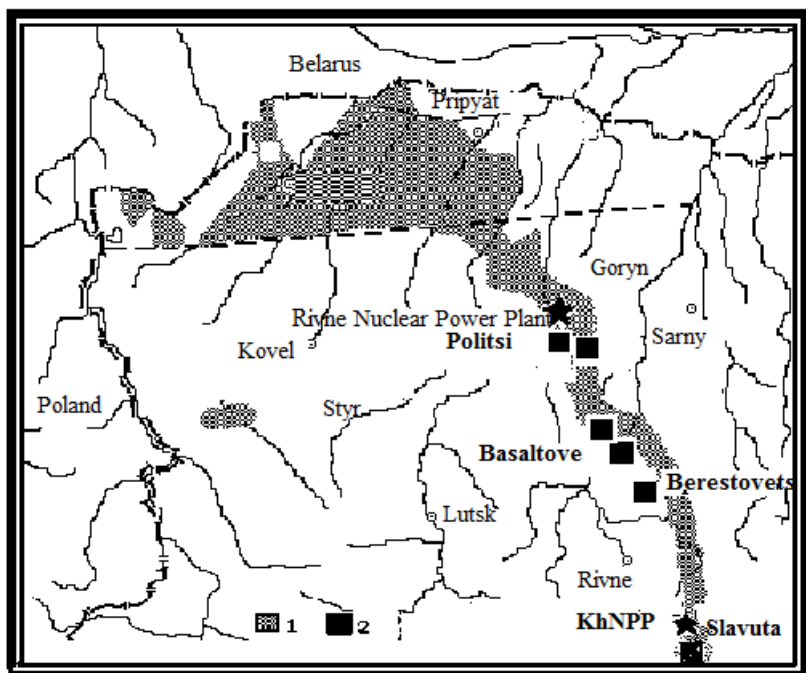 Belarus
Pripyat
Goryn
Rivne Nuclear Power Plant
Politsi
Sarny
Kovel
Poland
Styr
Basaltove
Berestovets
Lutsk
Rivne
KhNPP
Slavuta
1
2